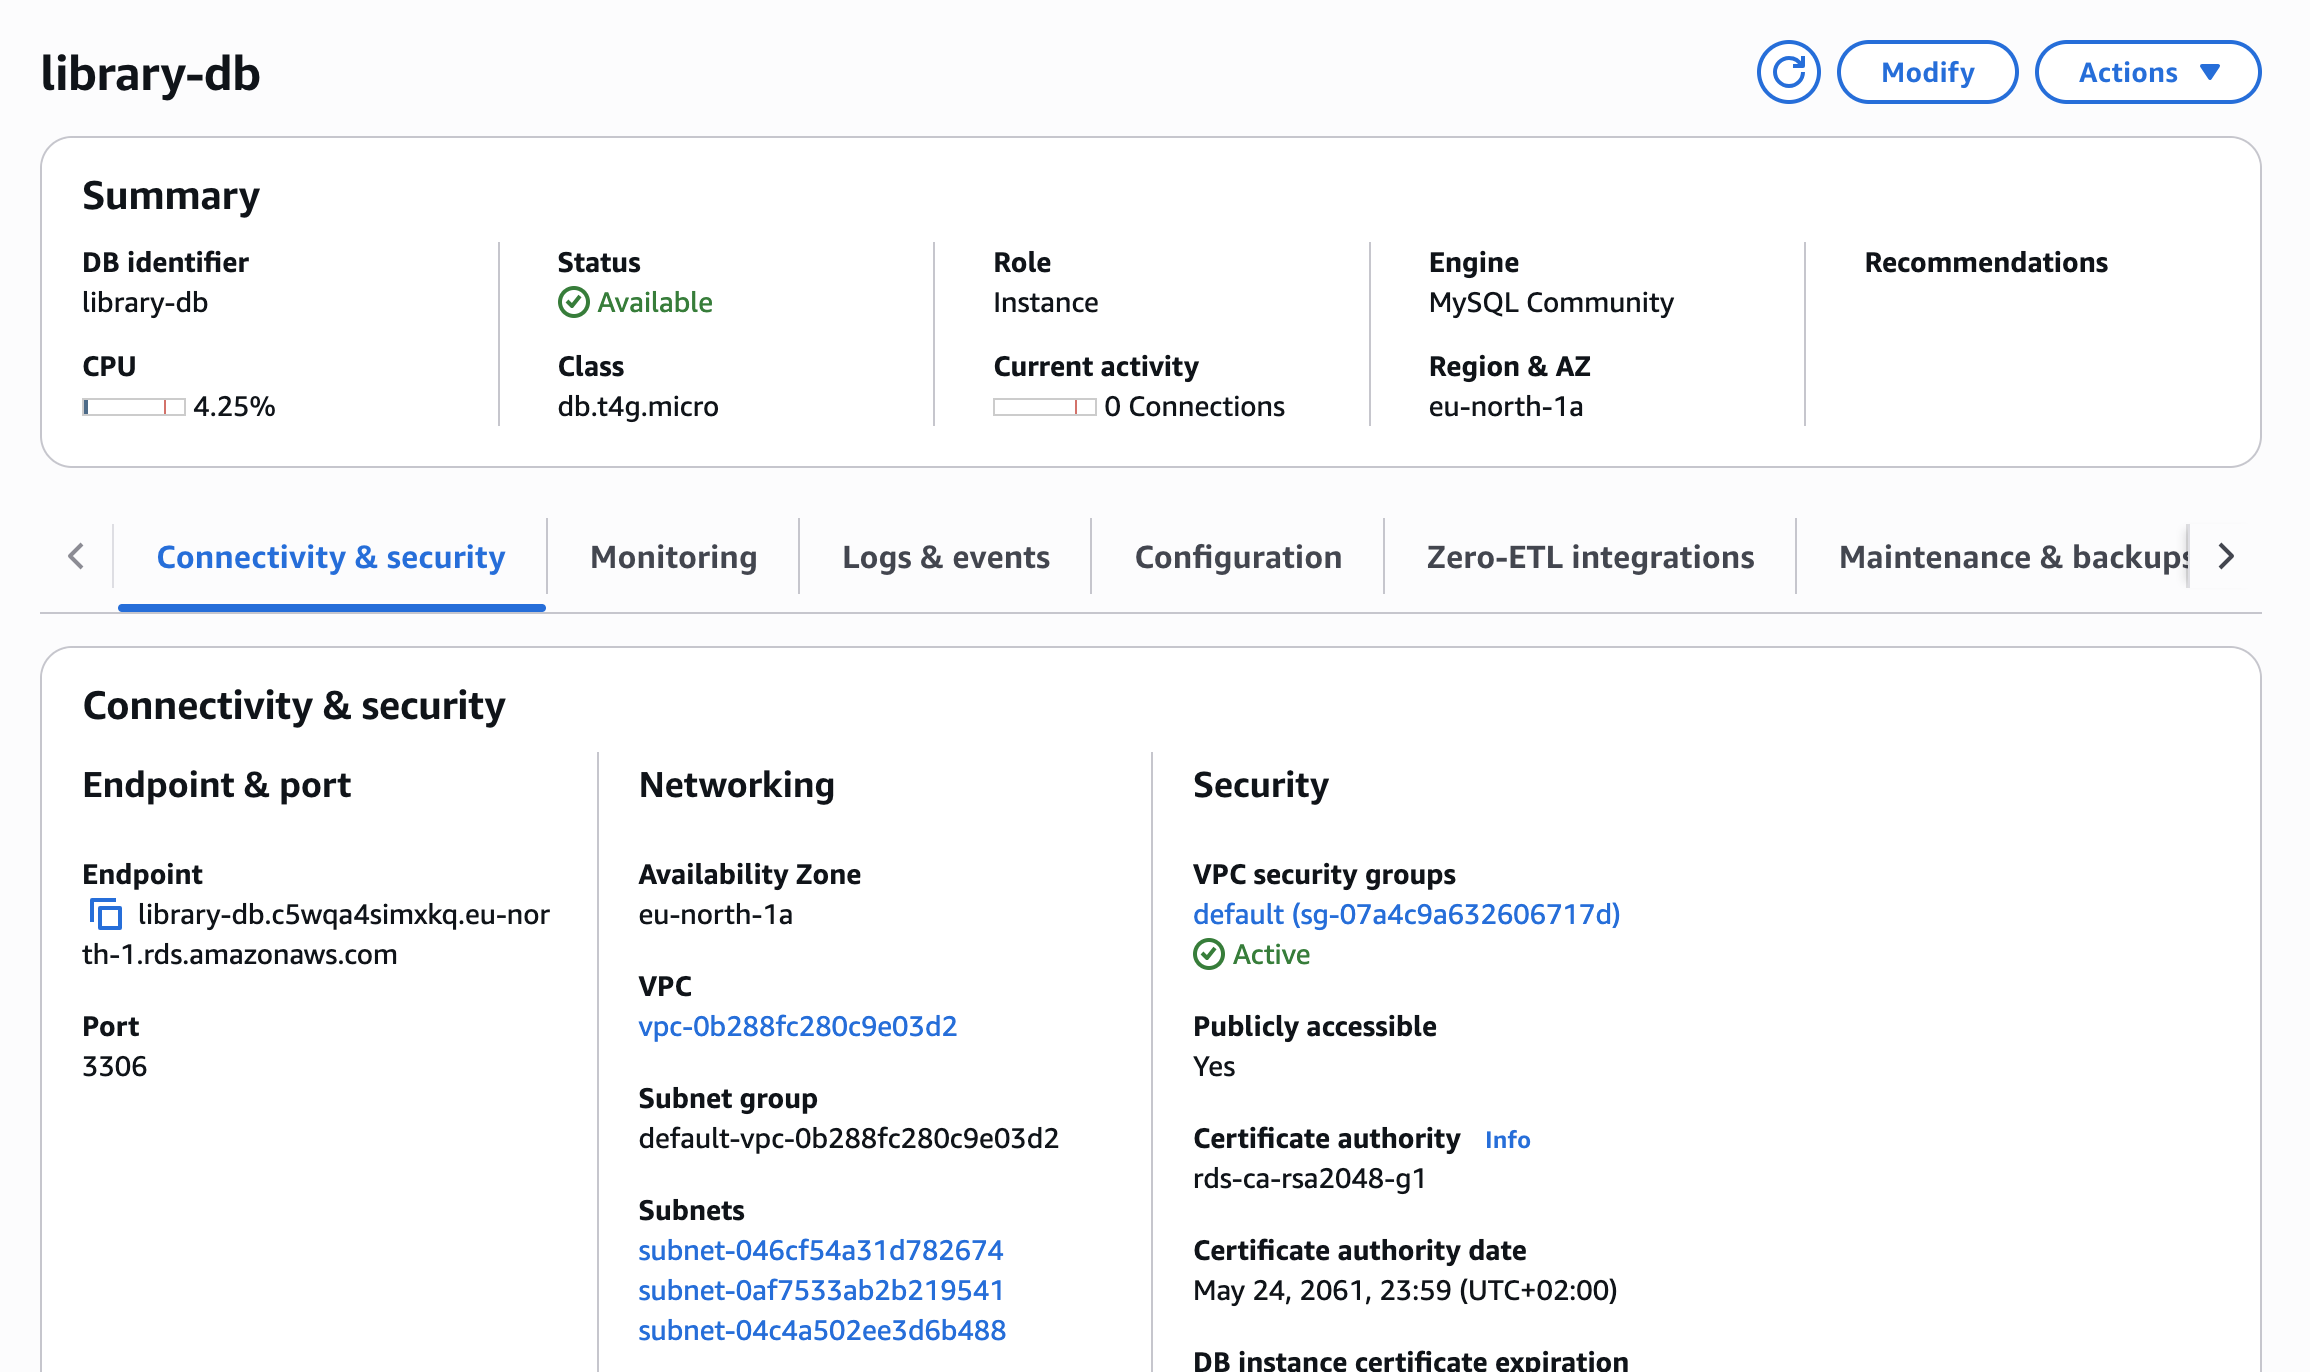 library-db
Modify
Actions
Summary
DB identifier
library-db
Status
Available
Role
Instance
Engine
MySQL Community
Recommendations
CPU
4.25%
Class
db.t4g.micro
Current activity
0 Connections
Region & AZ
eu-north-1a
Connectivity & security
Monitoring
Logs & events
Configuration
Zero-ETL integrations
Maintenance & backups
Connectivity & security
Endpoint & port
Endpoint
library-db.c5wqa4simxkq.eu-nor
th-1.rds.amazonaws.com
Port
3306
Networking
Availability Zone
eu-north-1a
VPC
vpc-0b288fc280c9e03d2
Subnet group
default-vpc-0b288fc280c9e03d2
Subnets
subnet-046cf54a31d782674
subnet-0af7533ab2b219541
subnet-04c4a502ee3d6b488
Security
VPC security groups
default (sg-07a4c9a632606717d)
Active
Publicly accessible
Yes
Certificate authority Info
rds-ca-rsa2048-g1
Certificate authority date
May 24, 2061, 23:59 (UTC+02:00)
DB instance certificate expiration